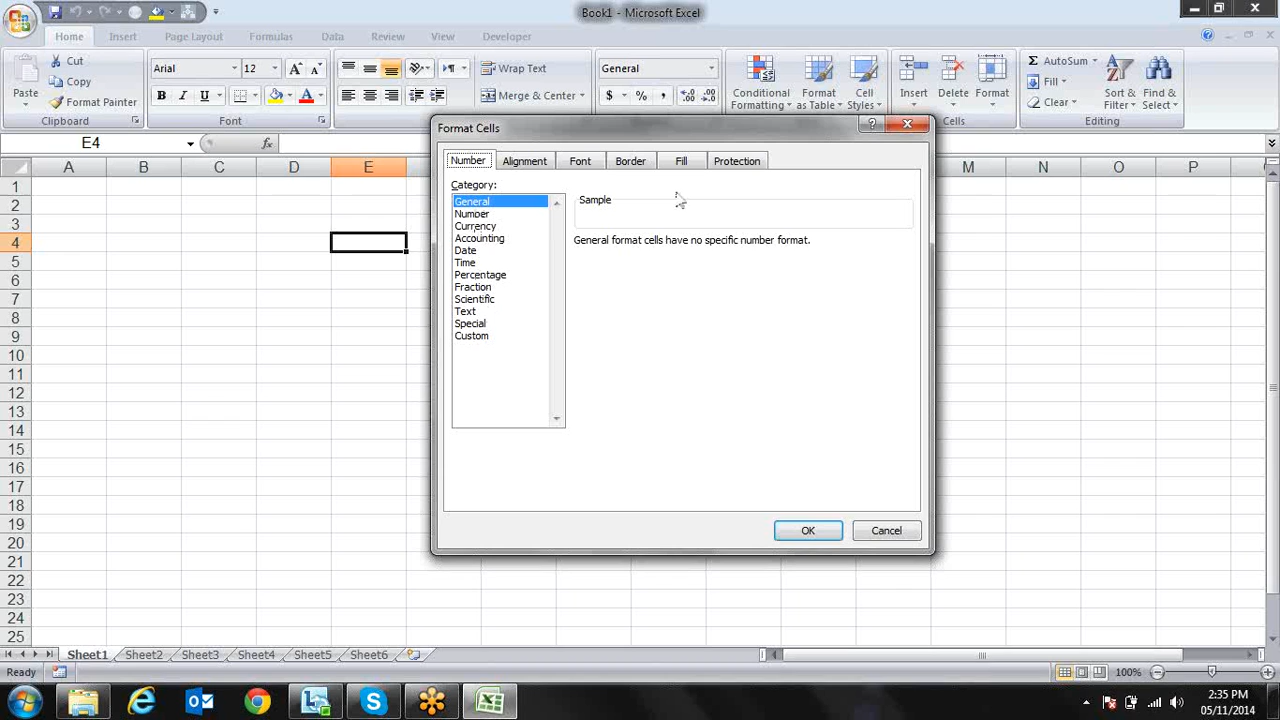 Book1 - Microsoft Excel
Home Insert Page Layout Formulas Data Review View Developer
Paste
Cut
Copy
Format Painter
Clipboard
Arial 12
B I U
Font
Wrap Text
Merge & Center
General
$ % ,
Conditional Formatting
Format as Table
Cell Styles
Insert Delete Format
Cells
AutoSum
Fill
Clear
Sort & Filter
Find & Select
Editing
E4
fx
A B C D E M N O P
1
2
3
4
5
6
7
8
9
10
11
12
13
14
15
16
17
18
19
20
21
22
23
24
25
Format Cells
Number Alignment Font Border Fill Protection
Category:
General
Number
Currency
Accounting
Date
Time
Percentage
Fraction
Scientific
Text
Special
Custom
Sample
General format cells have no specific number format.
OK Cancel
Sheet1 Sheet2 Sheet3 Sheet4 Sheet5 Sheet6
Ready
100%
2:35 PM
05/11/2014